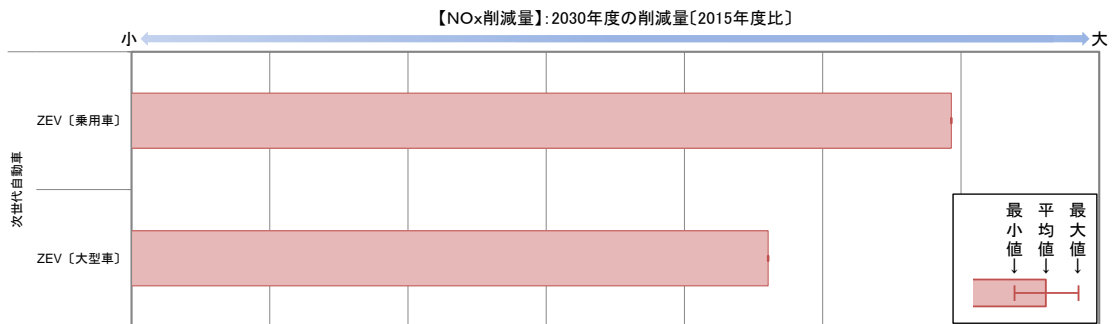 【NOx削減量】:2030年度の削減量〔2015年度比〕
小
大
次世代自動車
ZEV〔乗用車〕
ZEV〔大型車〕
最小値→
平均値→
最大値→